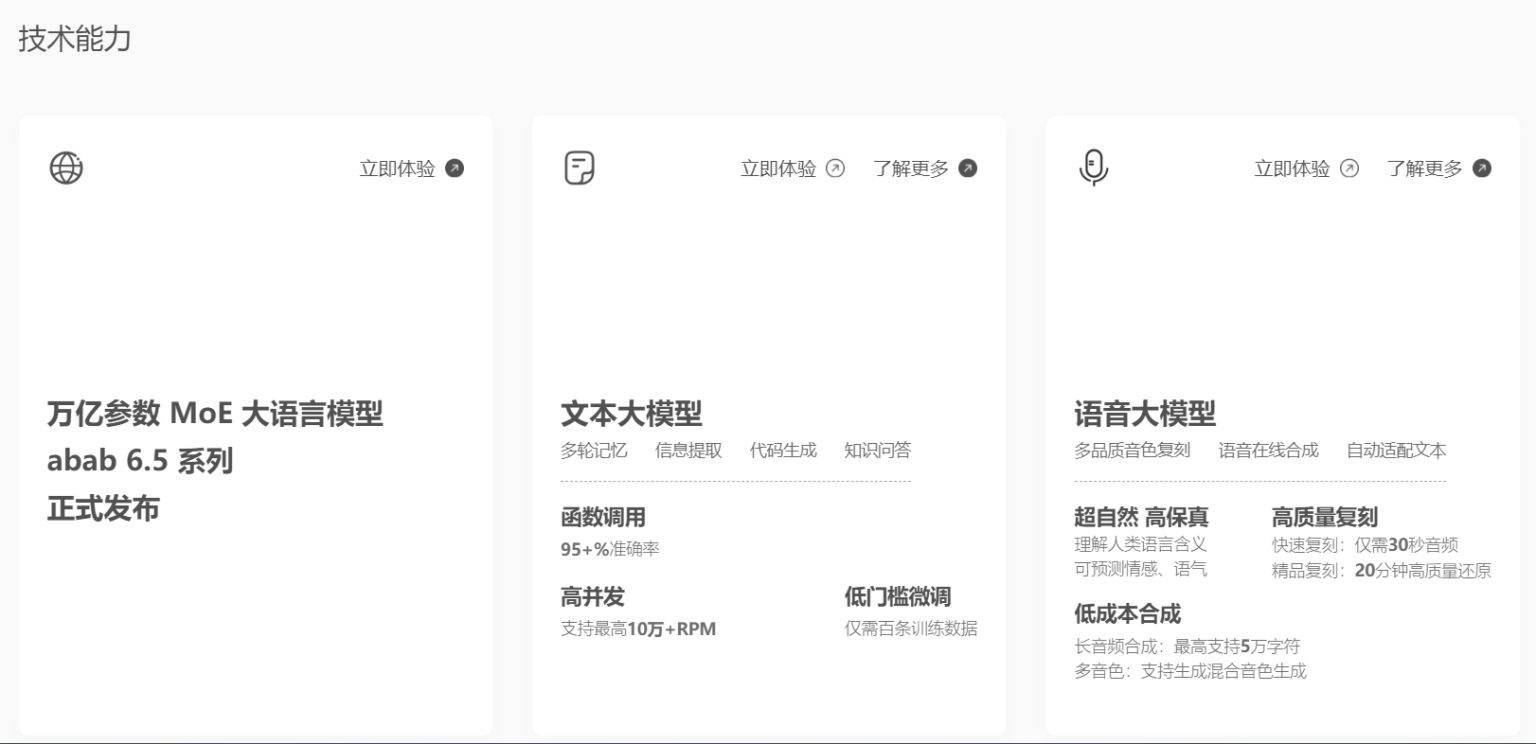 技术能力
立即体验
万亿参数 MoE 大语言模型
abab 6.5 系列
正式发布
立即体验 了解更多
文本大模型
多轮记忆 信息提取 代码生成 知识问答
函数调用
95+%准确率
高并发
支持最高10万+RPM
低门槛微调
仅需百条训练数据
立即体验 了解更多
语音大模型
多品质音色复刻 语音在线合成 自动适配文本
超自然 高保真
理解人类语言含义
可预测情感、语气
高质量复刻
快速复刻：仅需30秒音频
精品复刻：20分钟高质量还原
低成本合成
长音频合成：最高支持5万字符
多音色：支持生成混合音色生成